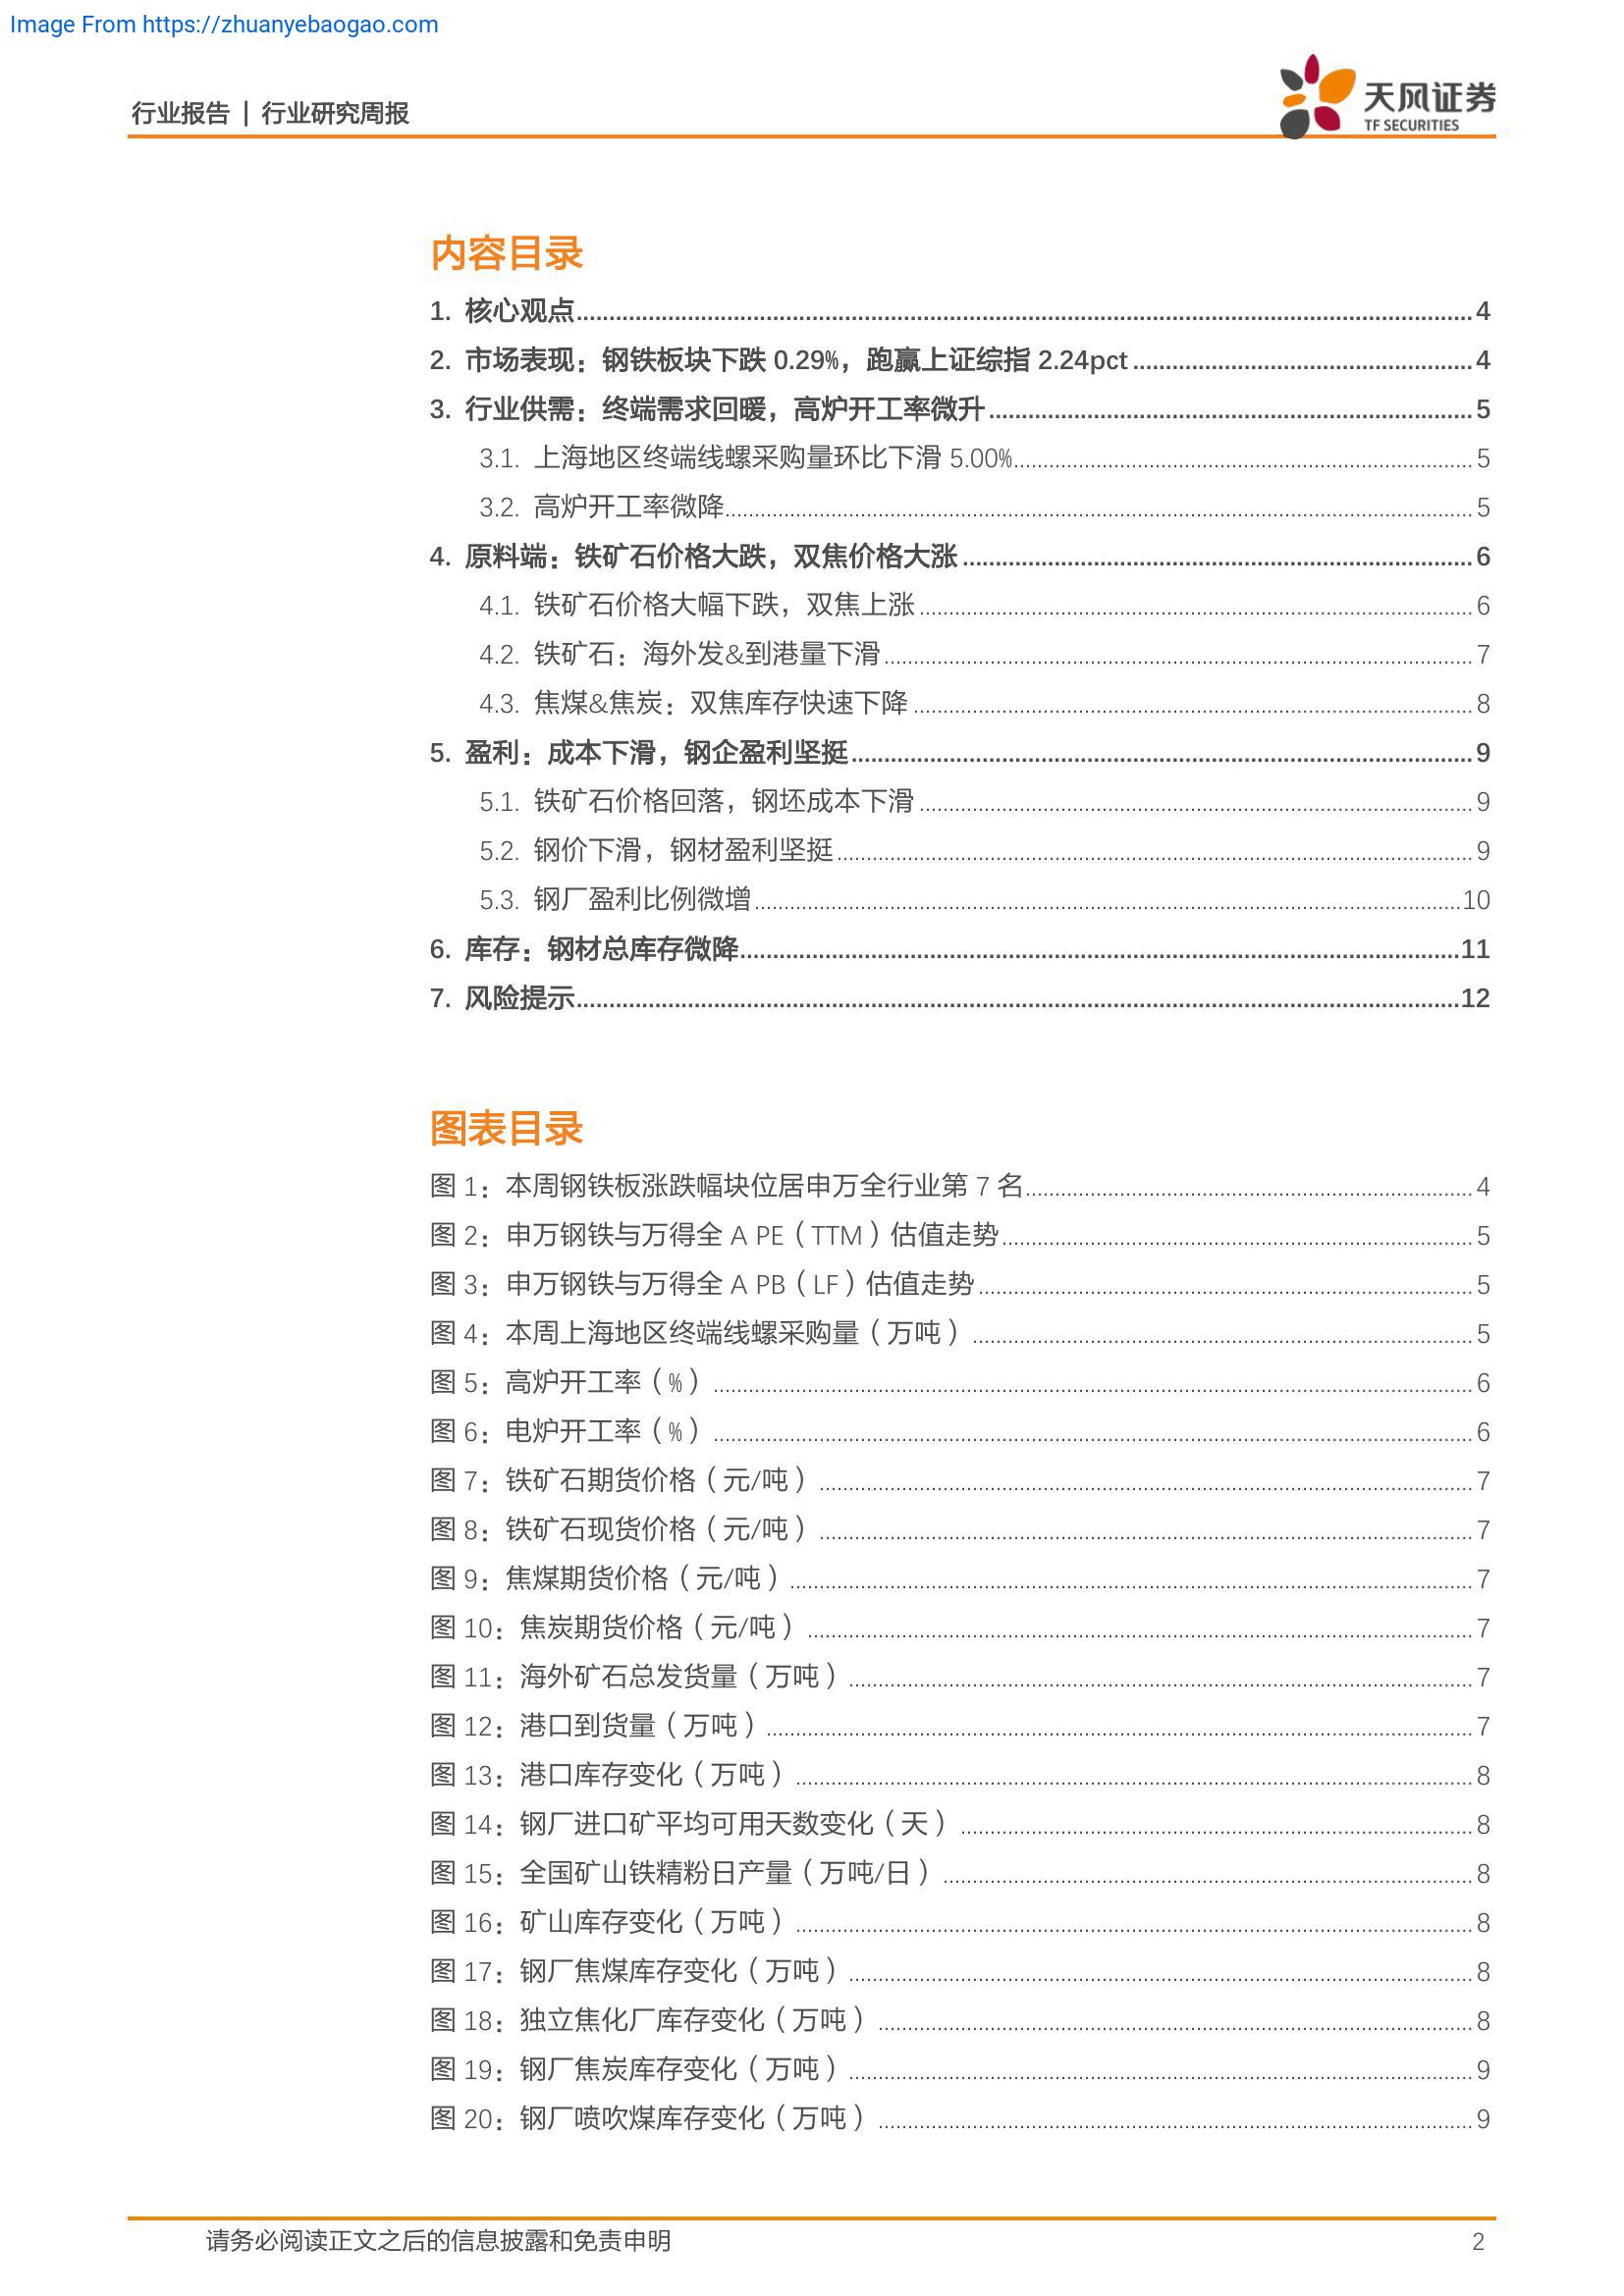 Image From https://zhuanyebaogao.com
行业报告 | 行业研究周报
天风证券
TF SECURITIES
内容目录
1. 核心观点 4
2. 市场表现：钢铁板块下跌 0.29%，跑赢上证综指 2.24pct 4
3. 行业供需：终端需求回暖，高炉开工率微升 5
3.1. 上海地区终端线螺采购量环比下滑 5.00% 5
3.2. 高炉开工率微降 5
4. 原料端：铁矿石价格大跌，双焦价格大涨 6
4.1. 铁矿石价格大幅下跌，双焦上涨 6
4.2. 铁矿石：海外发&到港量下滑 7
4.3. 焦煤&焦炭：双焦库存快速下降 8
5. 盈利：成本下滑，钢企盈利坚挺 9
5.1. 铁矿石价格回落，钢坯成本下滑 9
5.2. 钢价下滑，钢材盈利坚挺 9
5.3. 钢厂盈利比例微增 10
6. 库存：钢材总库存微降 11
7. 风险提示 12
图表目录
图 1：本周钢铁板涨跌幅块位居申万全行业第 7 名 4
图 2：申万钢铁与万得全 A PE（TTM）估值走势 5
图 3：申万钢铁与万得全 A PB（LF）估值走势 5
图 4：本周上海地区终端线螺采购量（万吨） 5
图 5：高炉开工率（%） 6
图 6：电炉开工率（%） 6
图 7：铁矿石期货价格（元/吨） 7
图 8：铁矿石现货价格（元/吨） 7
图 9：焦煤期货价格（元/吨） 7
图 10：焦炭期货价格（元/吨） 7
图 11：海外矿石总发货量（万吨） 7
图 12：港口到货量（万吨） 7
图 13：港口库存变化（万吨） 8
图 14：钢厂进口矿平均可用天数变化（天） 8
图 15：全国矿山铁精粉日产量（万吨/日） 8
图 16：矿山库存变化（万吨） 8
图 17：钢厂焦煤库存变化（万吨） 8
图 18：独立焦化厂库存变化（万吨） 8
图 19：钢厂焦炭库存变化（万吨） 9
图 20：钢厂喷吹煤库存变化（万吨） 9
请务必阅读正文之后的信息披露和免责申明 2